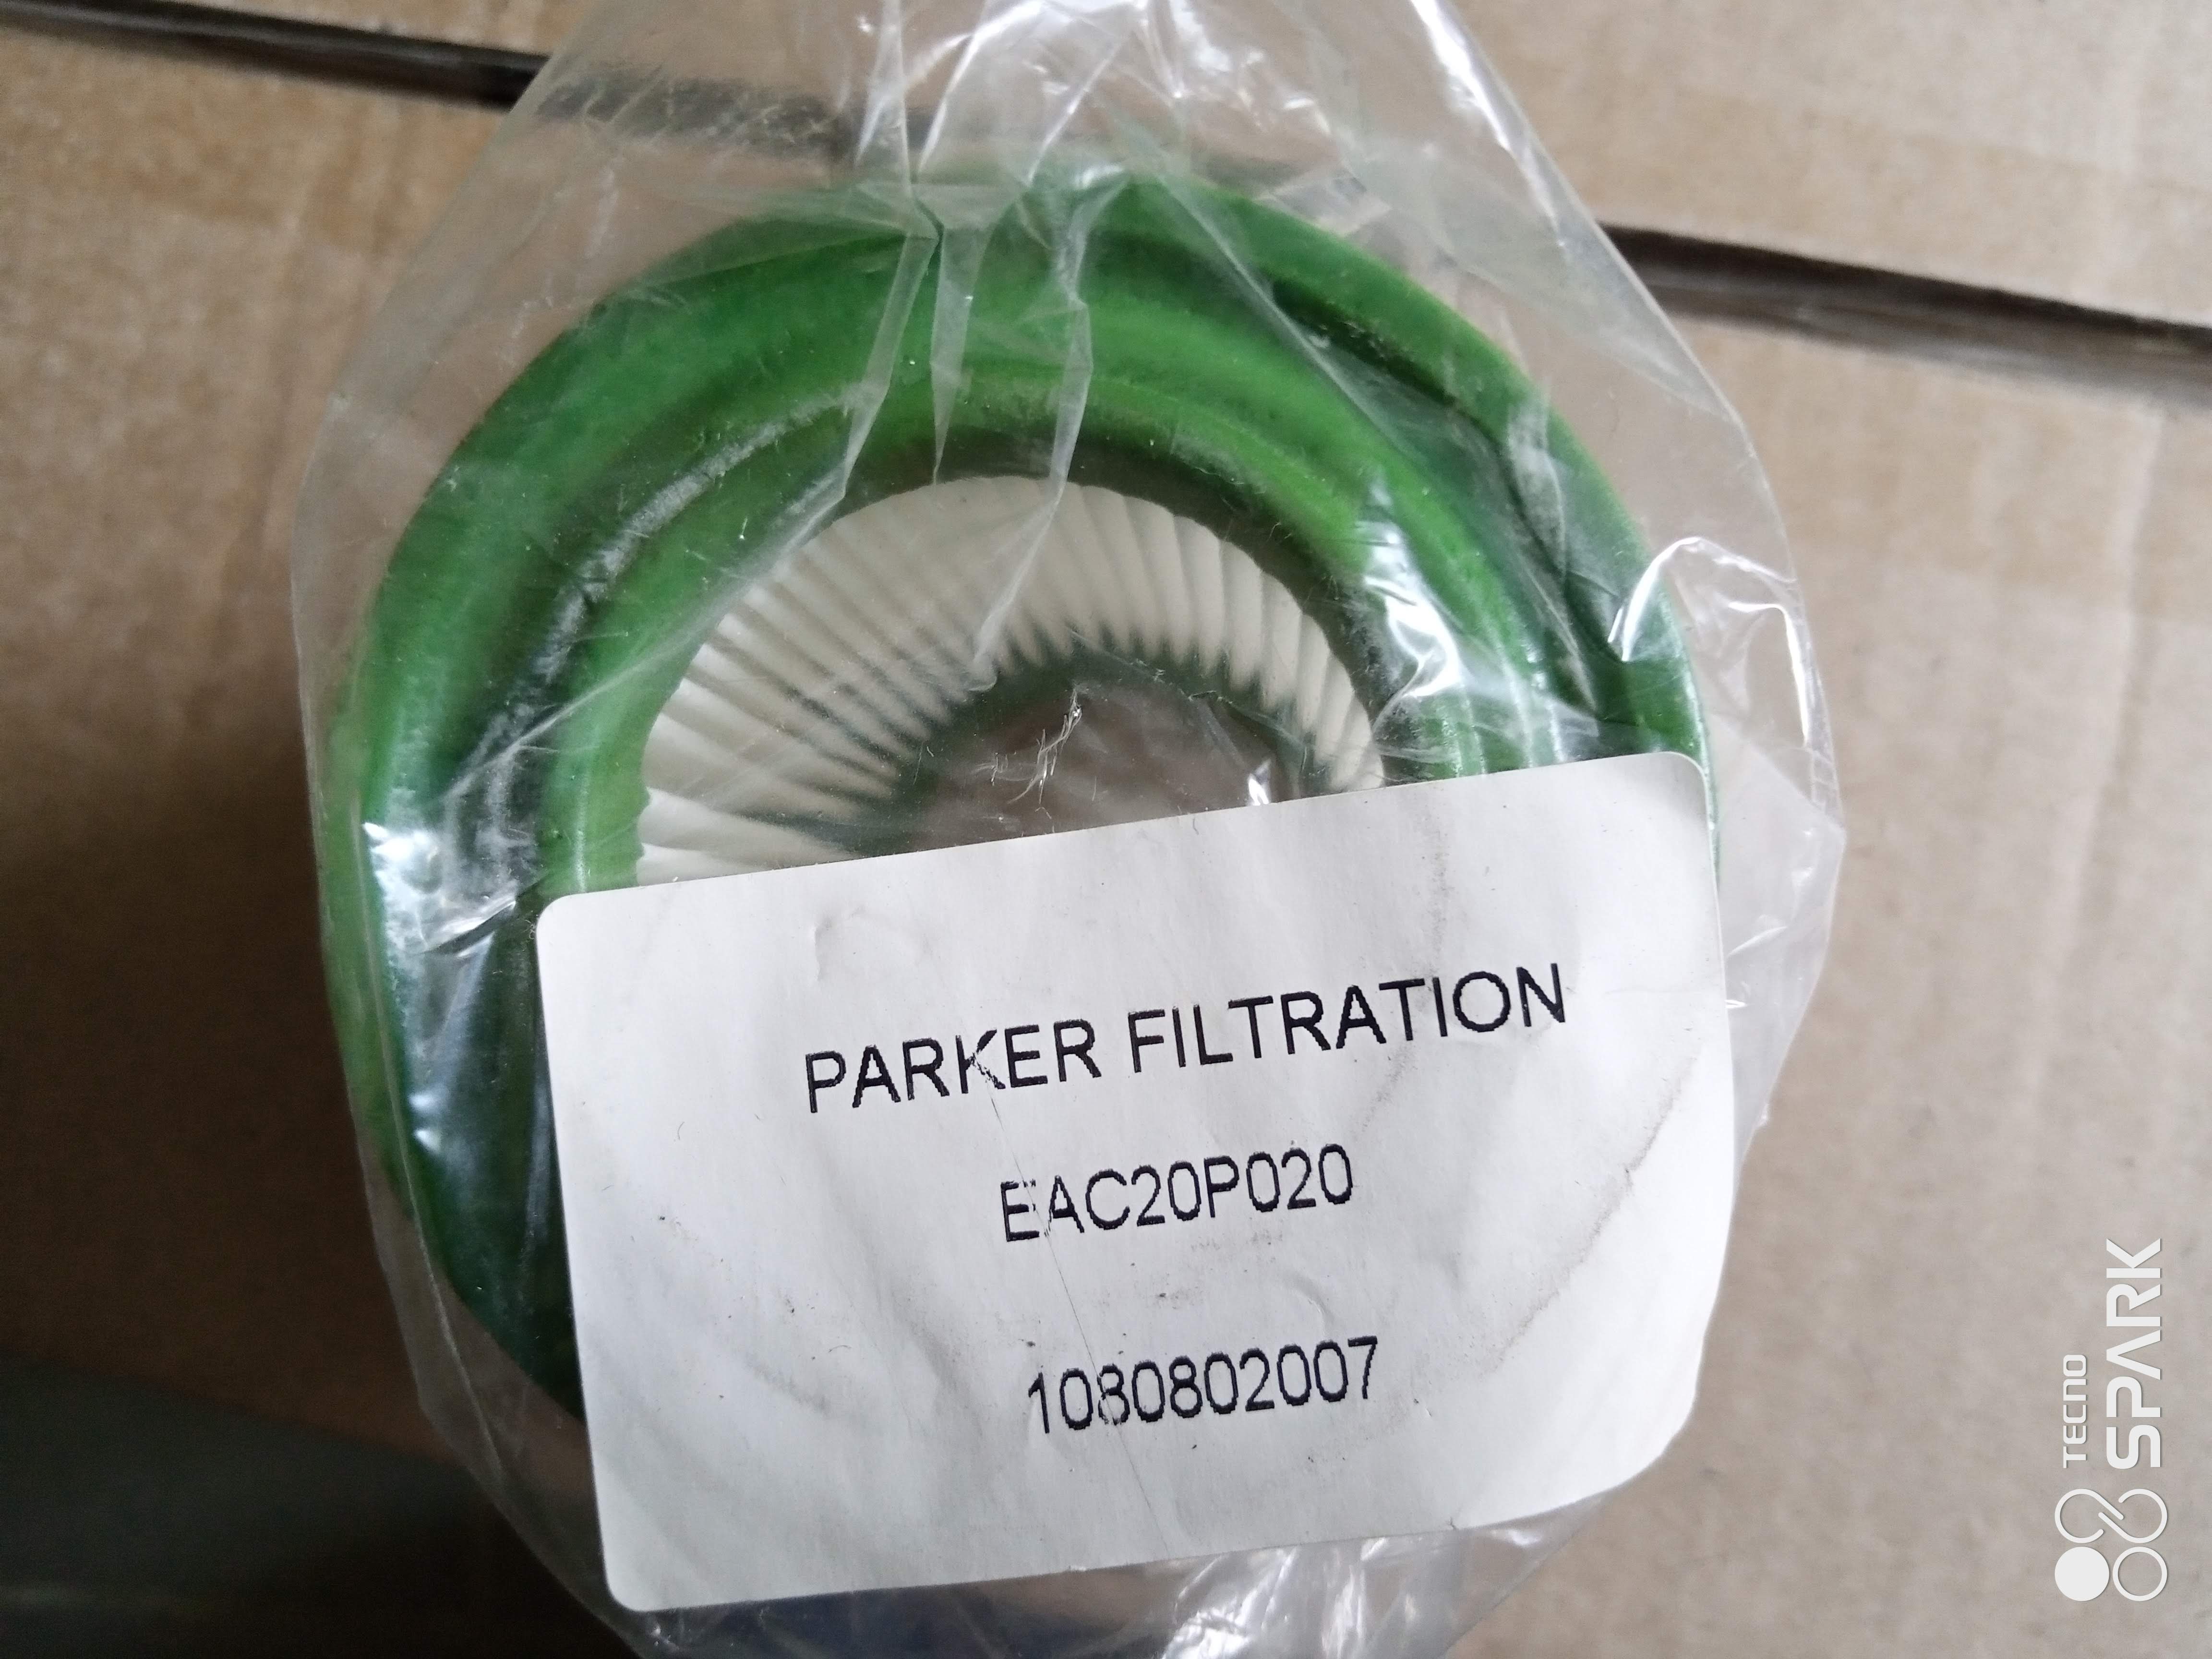 PARKER FILTRATION
EAC20P020
1080802007
TECNO
SPARK